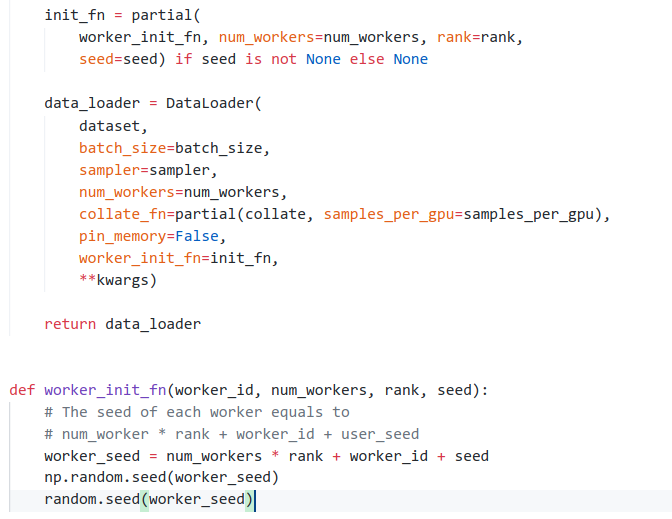 init_fn = partial(
worker_init_fn, num_workers=num_workers, rank=rank,
seed=seed) if seed is not None else None
data_loader = DataLoader(
dataset,
batch_size=batch_size,
sampler=sampler,
num_workers=num_workers,
collate_fn=partial(collate, samples_per_gpu=samples_per_gpu),
pin_memory=False,
worker_init_fn=init_fn,
**kwargs)
return data_loader
def worker_init_fn(worker_id, num_workers, rank, seed):
# The seed of each worker equals to
# num_worker * rank + worker_id + user_seed
worker_seed = num_workers * rank + worker_id + seed
np.random.seed(worker_seed)
random.seed(worker_seed)